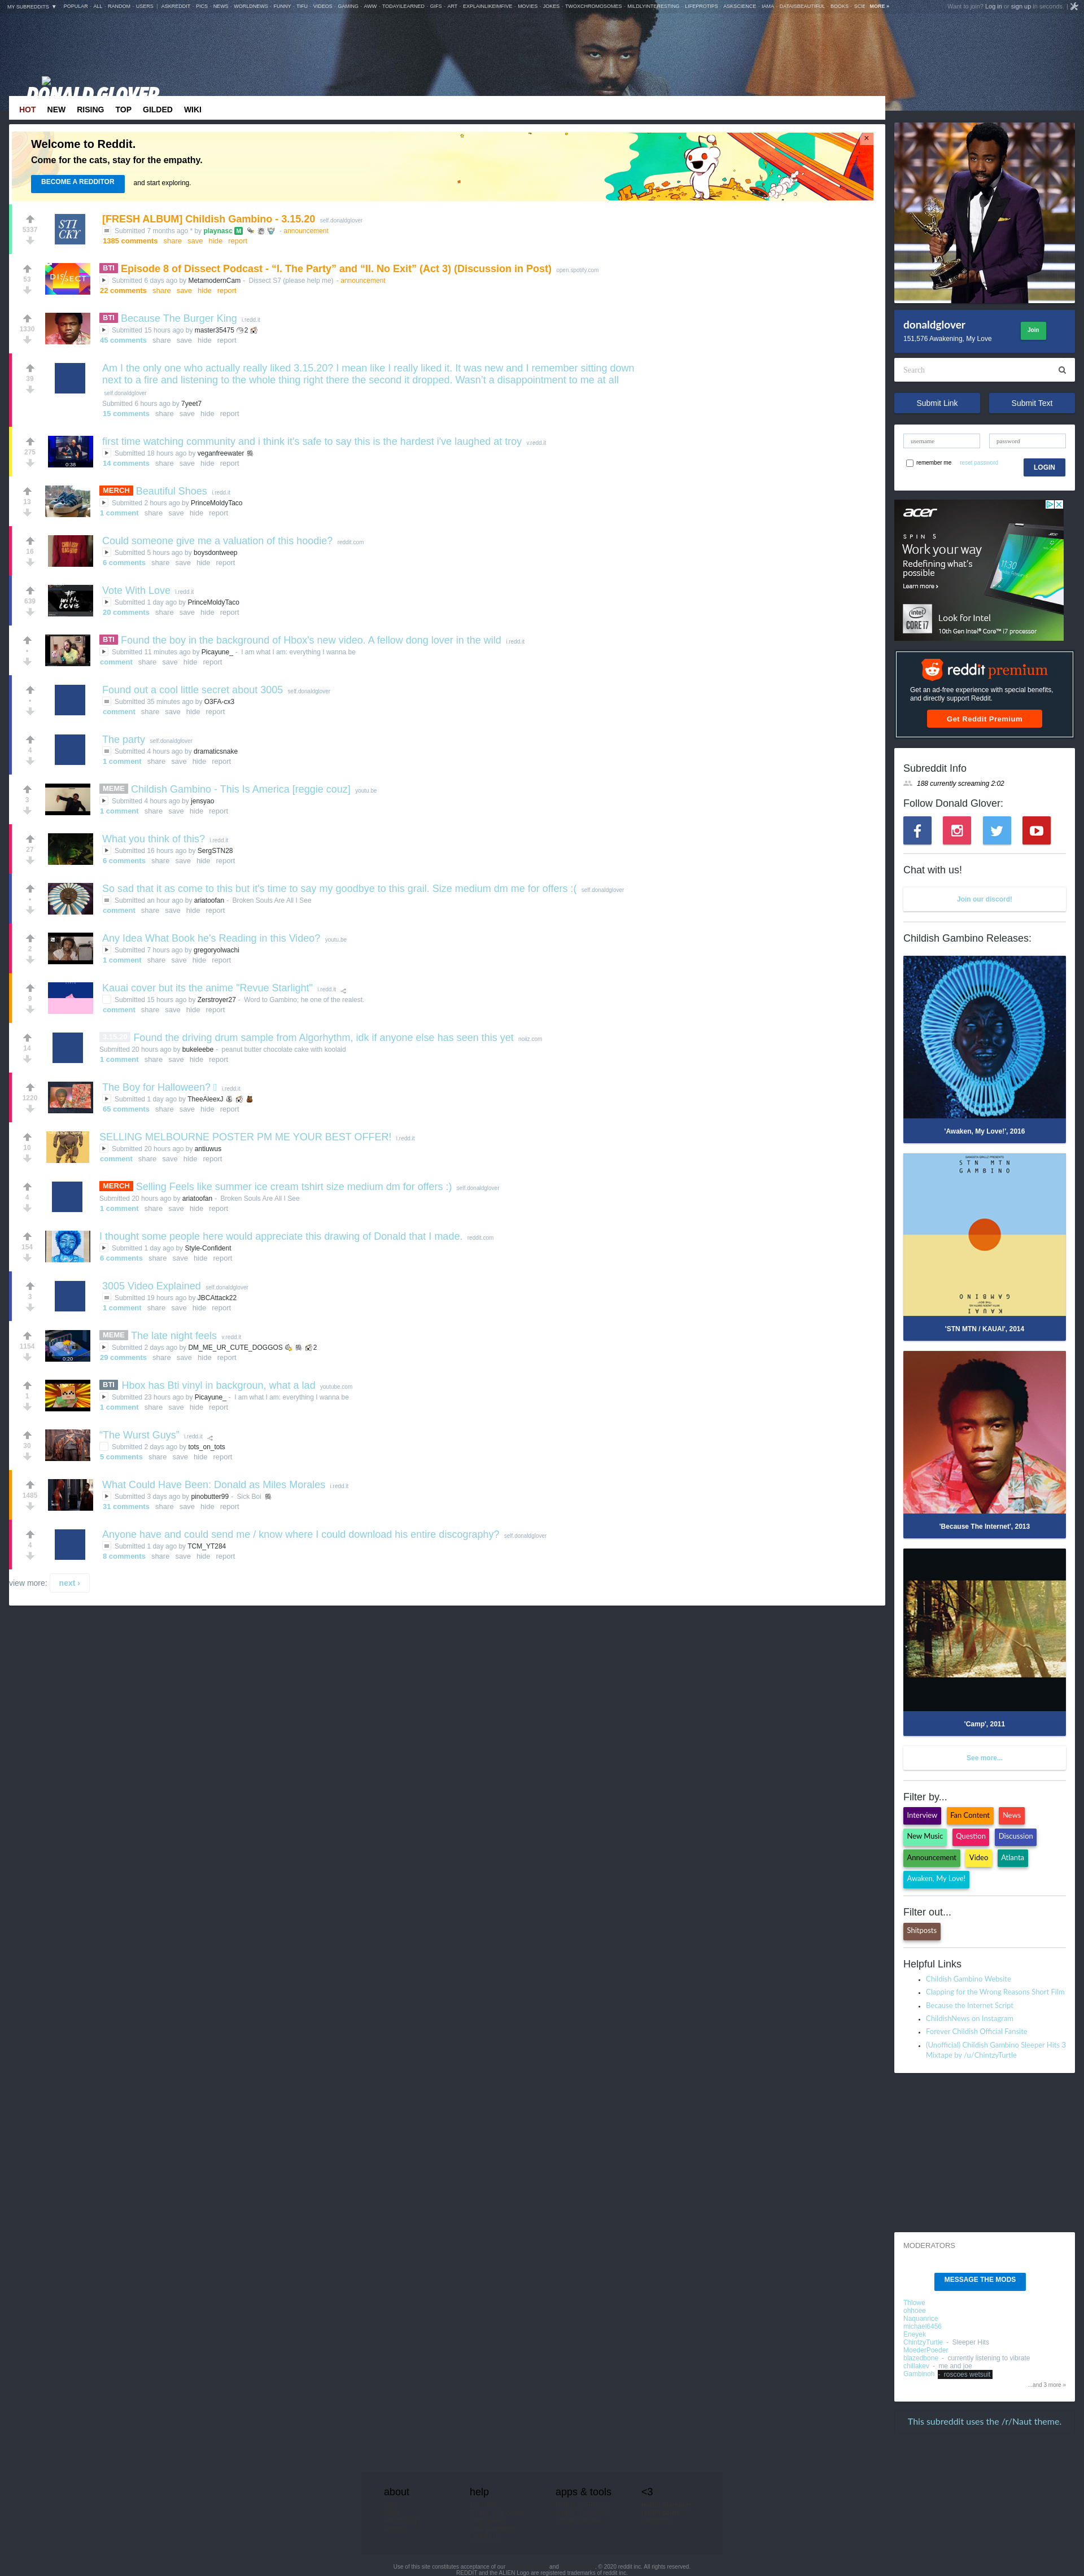 MY SUBREDDITS ▼ POPULAR - ALL - RANDOM - USERS | ASKREDDIT - PICS - NEWS - WORLDNEWS - FUNNY - TIFU - VIDEOS - GAMING - AWW - TODAYILEARNED - GIFS - ART - EXPLAINLIKEIMFIVE - MOVIES - JOKES - TWOXCHROMOSOMES - MILDLYINTERESTING - LIFEPROTIPS - ASKSCIENCE - IAMA - DATAISBEAUTIFUL - BOOKS - SCIE MORE »
Want to join? Log in or sign up in seconds. |
DONALD GLOVER
HOT NEW RISING TOP GILDED WIKI
Welcome to Reddit.
Come for the cats, stay for the empathy.
BECOME A REDDITOR and start exploring.
×
5337
STI CKY
[FRESH ALBUM] Childish Gambino - 3.15.20 self.donaldglover
Submitted 7 months ago * by playnasc M - announcement
1385 comments share save hide report
53
DISSECT
BTI Episode 8 of Dissect Podcast - “I. The Party” and “II. No Exit” (Act 3) (Discussion in Post) open.spotify.com
Submitted 6 days ago by MetamodernCam - Dissect S7 (please help me) - announcement
22 comments share save hide report
1330
BTI Because The Burger King i.redd.it
Submitted 15 hours ago by master35475 2
45 comments share save hide report
39
Am I the only one who actually really liked 3.15.20? I mean like I really liked it. It was new and I remember sitting down
next to a fire and listening to the whole thing right there the second it dropped. Wasn’t a disappointment to me at all
self.donaldglover
Submitted 6 hours ago by 7yeet7
15 comments share save hide report
275
0:38
first time watching community and i think it's safe to say this is the hardest i've laughed at troy v.redd.it
Submitted 18 hours ago by veganfreewater
14 comments share save hide report
13
MERCH Beautiful Shoes i.redd.it
Submitted 2 hours ago by PrinceMoldyTaco
1 comment share save hide report
16
Could someone give me a valuation of this hoodie? reddit.com
Submitted 5 hours ago by boysdontweep
6 comments share save hide report
639
with love
Vote With Love i.redd.it
Submitted 1 day ago by PrinceMoldyTaco
20 comments share save hide report
•
BTI Found the boy in the background of Hbox's new video. A fellow dong lover in the wild i.redd.it
Submitted 11 minutes ago by Picayune_ - I am what I am: everything I wanna be
comment share save hide report
•
Found out a cool little secret about 3005 self.donaldglover
Submitted 35 minutes ago by O3FA-cx3
comment share save hide report
4
The party self.donaldglover
Submitted 4 hours ago by dramaticsnake
1 comment share save hide report
3
MEME Childish Gambino - This Is America [reggie couz] youtu.be
Submitted 4 hours ago by jensyao
1 comment share save hide report
27
What you think of this? i.redd.it
Submitted 16 hours ago by SergSTN28
6 comments share save hide report
•
So sad that it as come to this but it's time to say my goodbye to this grail. Size medium dm me for offers :( self.donaldglover
Submitted an hour ago by ariatoofan - Broken Souls Are All I See
comment share save hide report
2
Any Idea What Book he’s Reading in this Video? youtu.be
Submitted 7 hours ago by gregoryolwachi
1 comment share save hide report
9
Kauai cover but its the anime "Revue Starlight" i.redd.it
Submitted 15 hours ago by Zerstroyer27 - Word to Gambino; he one of the realest.
comment share save hide report
14
Found the driving drum sample from Algorhythm, idk if anyone else has seen this yet noiiz.com
Submitted 20 hours ago by bukeleebe - peanut butter chocolate cake with koolaid
1 comment share save hide report
1220
The Boy for Halloween? i.redd.it
Submitted 1 day ago by TheeAleexJ
65 comments share save hide report
10
SELLING MELBOURNE POSTER PM ME YOUR BEST OFFER! i.redd.it
Submitted 20 hours ago by antiuwus
comment share save hide report
4
MERCH Selling Feels like summer ice cream tshirt size medium dm for offers :) self.donaldglover
Submitted 20 hours ago by ariatoofan - Broken Souls Are All I See
1 comment share save hide report
154
I thought some people here would appreciate this drawing of Donald that I made. reddit.com
Submitted 1 day ago by Style-Confident
6 comments share save hide report
3
3005 Video Explained self.donaldglover
Submitted 19 hours ago by JBCAttack22
1 comment share save hide report
1154
0:20
MEME The late night feels v.redd.it
Submitted 2 days ago by DM_ME_UR_CUTE_DOGGOS 2
29 comments share save hide report
1
BTI Hbox has Bti vinyl in backgroun, what a lad youtube.com
Submitted 23 hours ago by Picayune_ - I am what I am: everything I wanna be
1 comment share save hide report
30
“The Wurst Guys” i.redd.it
Submitted 2 days ago by tots_on_tots
5 comments share save hide report
1485
What Could Have Been: Donald as Miles Morales i.redd.it
Submitted 3 days ago by pinobutter99 - Sick Boi
31 comments share save hide report
4
Anyone have and could send me / know where I could download his entire discography? self.donaldglover
Submitted 1 day ago by TCM_YT284
8 comments share save hide report
view more: next ›
donaldglover
151,576 Awakening, My Love
Join
Search
Submit Link Submit Text
username password
remember me reset password LOGIN
acer
SPIN 5
Work your way
Redefining what's
possible
Learn more ›
intel CORE i7
Look for Intel
10th Gen Intel® Core™ i7 processor
reddit premium
Get an ad-free experience with special benefits,
and directly support Reddit.
Get Reddit Premium
Subreddit Info
188 currently screaming 2:02
Follow Donald Glover:
Chat with us!
Join our discord!
Childish Gambino Releases:
'Awaken, My Love!', 2016
STN MTN
GAMBINO
GAMBINO
KAUAI
'STN MTN / KAUAI', 2014
'Because The Internet', 2013
'Camp', 2011
See more...
Filter by...
Interview Fan Content News
New Music Question Discussion
Announcement Video Atlanta
Awaken, My Love!
Filter out...
Shitposts
Helpful Links
• Childish Gambino Website
• Clapping for the Wrong Reasons Short Film
• Because the Internet Script
• ChildishNews on Instagram
• Forever Childish Official Fansite
• (Unofficial) Childish Gambino Sleeper Hits 3
Mixtape by /u/ChintzyTurtle
MODERATORS
MESSAGE THE MODS
Thlowe
ohhoee
Naquanrice
michael6456
Eneyek
ChintzyTurtle - Sleeper Hits
MoederPoeder
blazedbone - currently listening to vibrate
chillakev - me and joe
Gambinoh - roscoes wetsuit
...and 3 more »
This subreddit uses the /r/Naut theme.
about help apps & tools <3
Use of this site constitutes acceptance of our and . © 2020 reddit inc. All rights reserved.
REDDIT and the ALIEN Logo are registered trademarks of reddit inc.